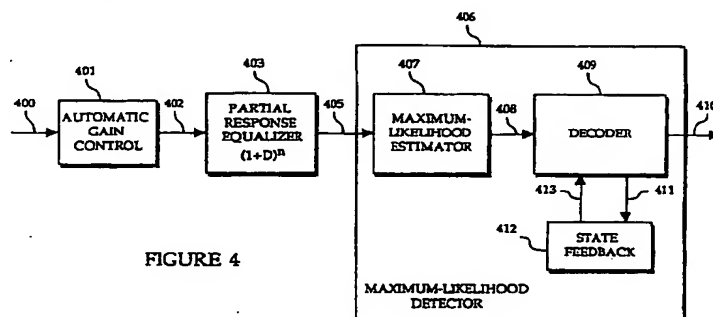 406
401
403
407
409
400
AUTOMATIC
GAIN
CONTROL
402
PARTIAL
RESPONSE
EQUALIZER
(1+D)^n
405
MAXIMUM-
LIKELIHOOD
ESTIMATOR
408
DECODER
410
413
411
412
STATE
FEEDBACK
FIGURE 4
MAXIMUM-LIKELIHOOD
DETECTOR